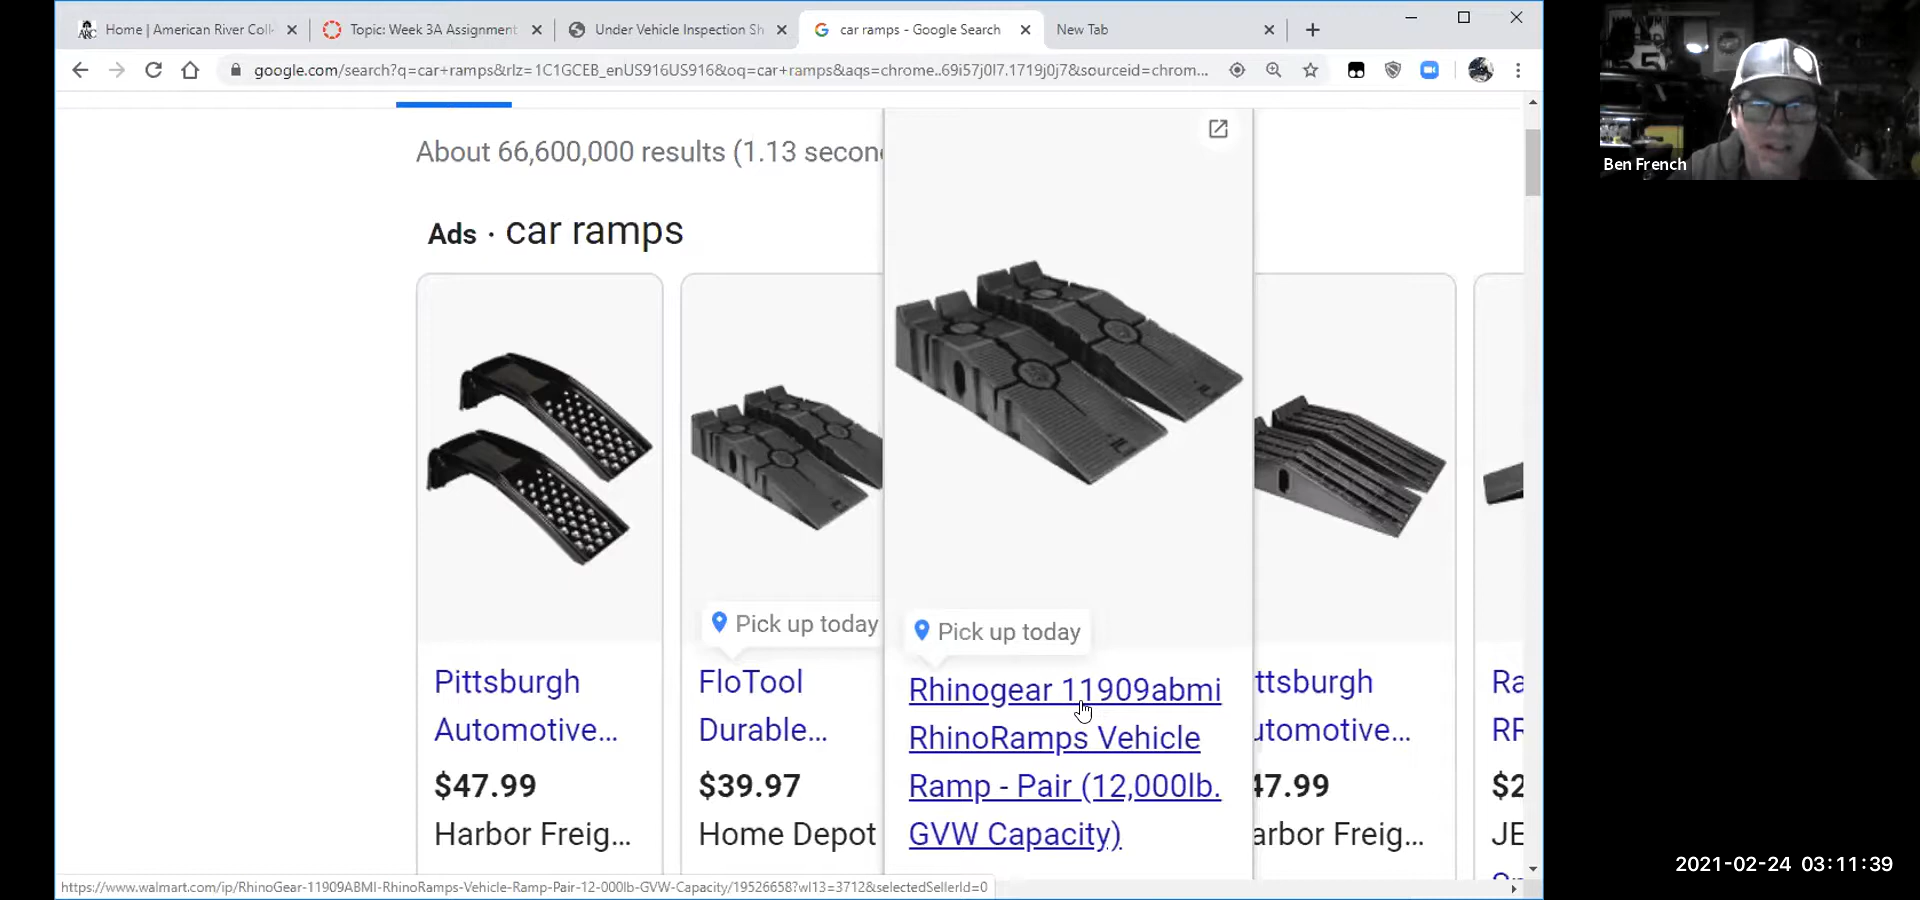 Home | American River Coll
Topic: Week 3A Assignment
Under Vehicle Inspection Sh
car ramps - Google Search
New Tab
google.com/search?q=car+ramps&rlz=1C1GCEB_enUS916US916&oq=car+ramps&aqs=chrome..69i57j0l7.1719j0j7&sourceid=chrom...
Ben French
About 66,600,000 results (1.13 secon
Ads · car ramps
Pick up today
Pick up today
Pittsburgh
Automotive...
$47.99
Harbor Freig...
FloTool
Durable...
$39.97
Home Depot
Rhinogear 11909abmi
RhinoRamps Vehicle
Ramp - Pair (12,000lb.
GVW Capacity)
ttsburgh
utomotive...
47.99
arbor Freig...
Ra
RR
$2
JE
https://www.walmart.com/ip/RhinoGear-11909ABMI-RhinoRamps-Vehicle-Ramp-Pair-12-000lb-GVW-Capacity/19526658?wl13=3712&selectedSellerId=0
2021-02-24 03:11:39